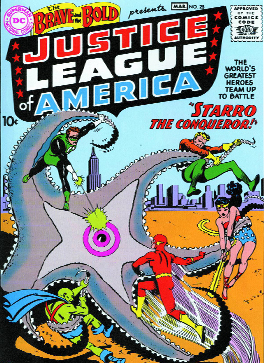 The BRAVE and the BOLD presents
MAR. NO. 28
DC
APPROVED
BY THE
COMICS
CODE
AUTHORITY
JUSTICE
LEAGUE
of AMERICA
10¢
THE
WORLD'S
GREATEST
HEROES
TEAM UP
TO BATTLE
"STARRO
THE CONQUEROR!"